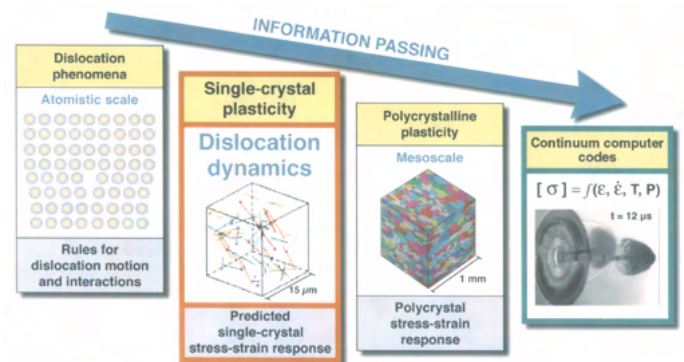 INFORMATION PASSING
Dislocation
phenomena
Atomistic scale
Rules for
dislocation motion
and interactions
Single-crystal
plasticity
Dislocation
dynamics
15 μm
Predicted
single-crystal
stress-strain response
Polycrystalline
plasticity
Mesoscale
1 mm
Polycrystal
stress-strain
response
Continuum computer
codes
[ σ ] = f(ε, ε̇, T, P)
t = 12 μs